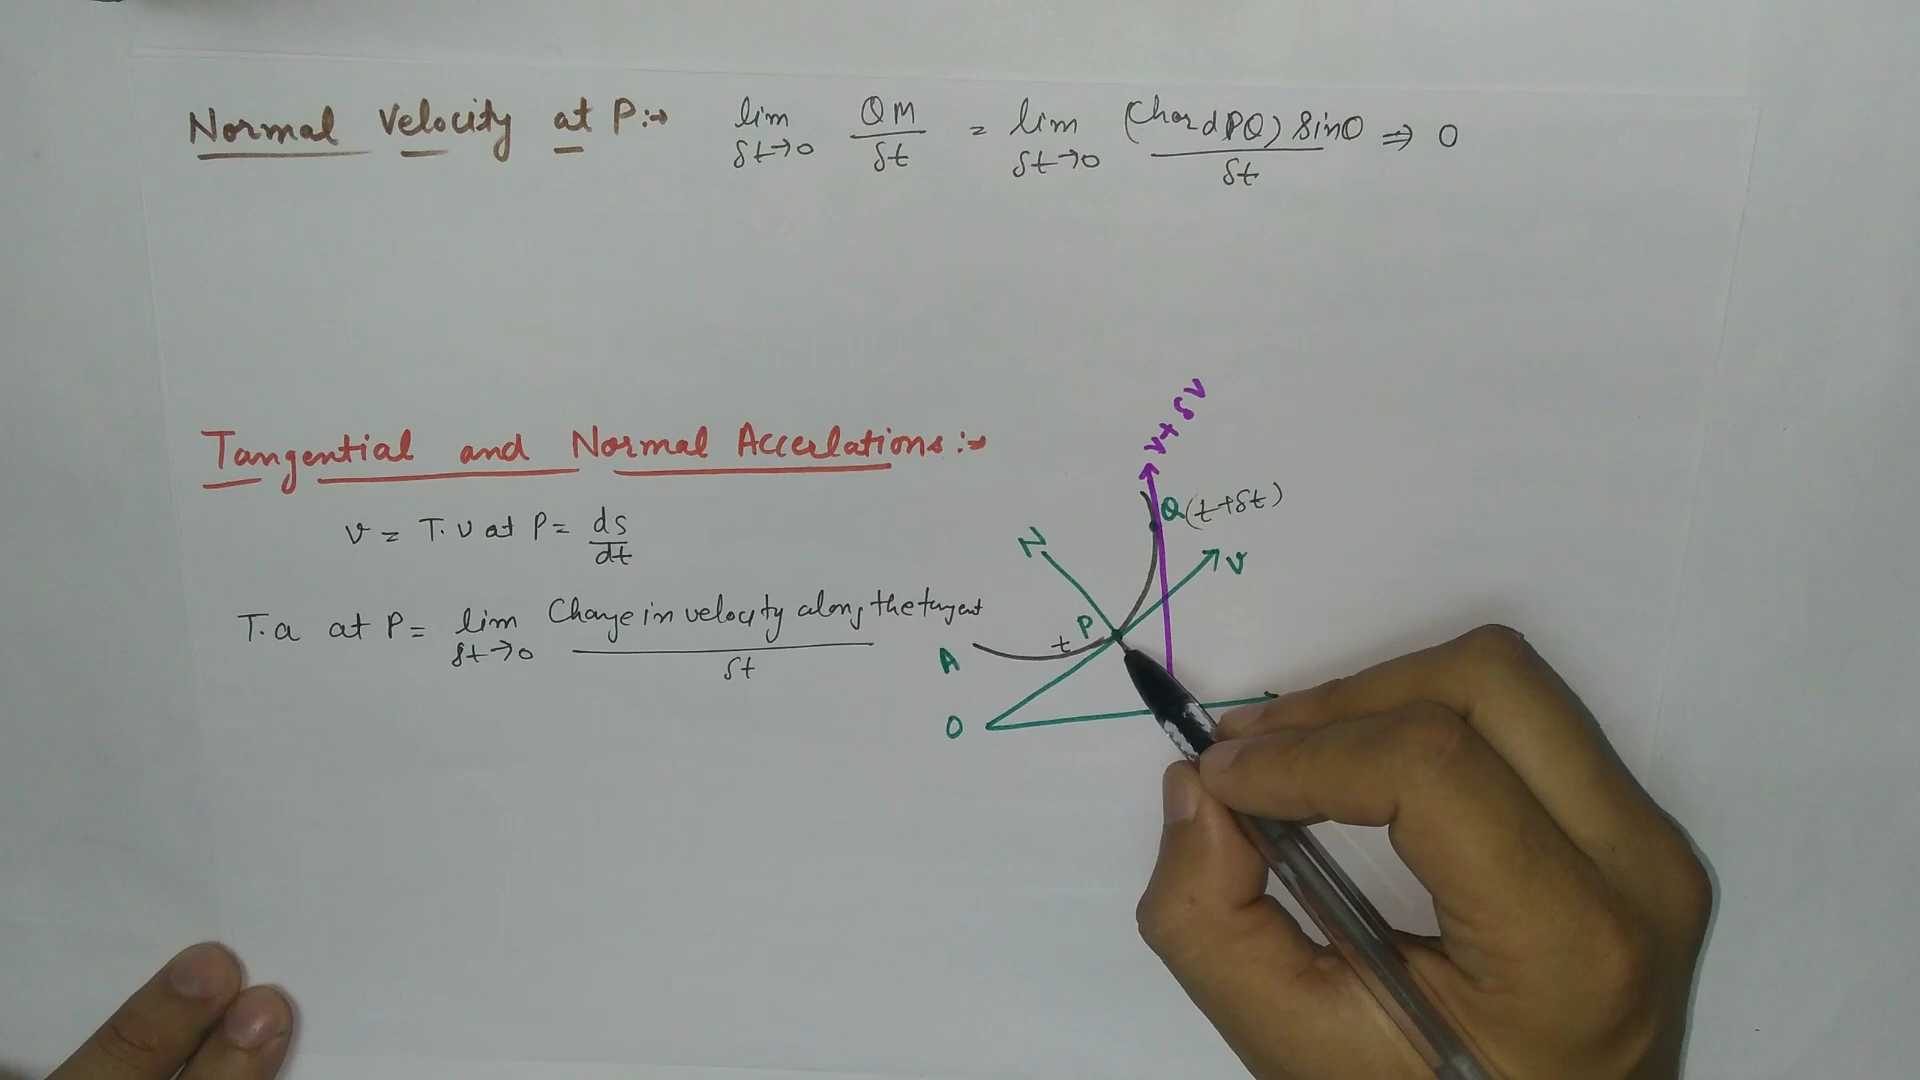 Normal Velocity at P:→ lim δt→0 QM/δt = lim δt→0 (Chord PQ) Sinθ/δt ⇒ 0
Tangential and Normal Accerlations:→
v = T.v at P = ds/dt
T.a at P = lim δt→0 Change in velocity along the tangent/δt
v+δv
Q(t+δt)
N
v
P
t
A
O